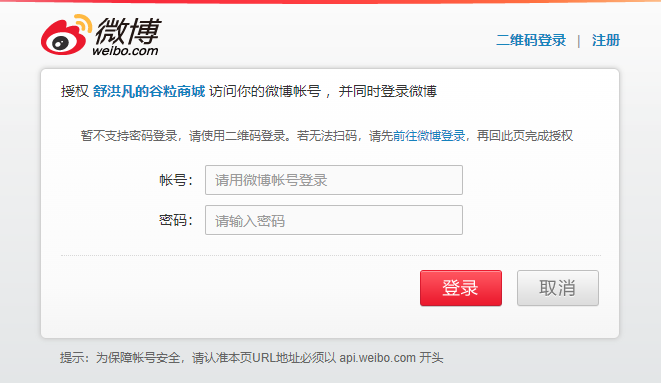 微博
weibo.com
二维码登录 | 注册
授权 舒洪凡的谷粒商城 访问你的微博帐号 ，并同时登录微博
暂不支持密码登录，请使用二维码登录。若无法扫码，请先前往微博登录，再回此页完成授权
帐号： 请用微博帐号登录
密码： 请输入密码
登录 取消
提示：为保障帐号安全，请认准本页URL地址必须以 api.weibo.com 开头